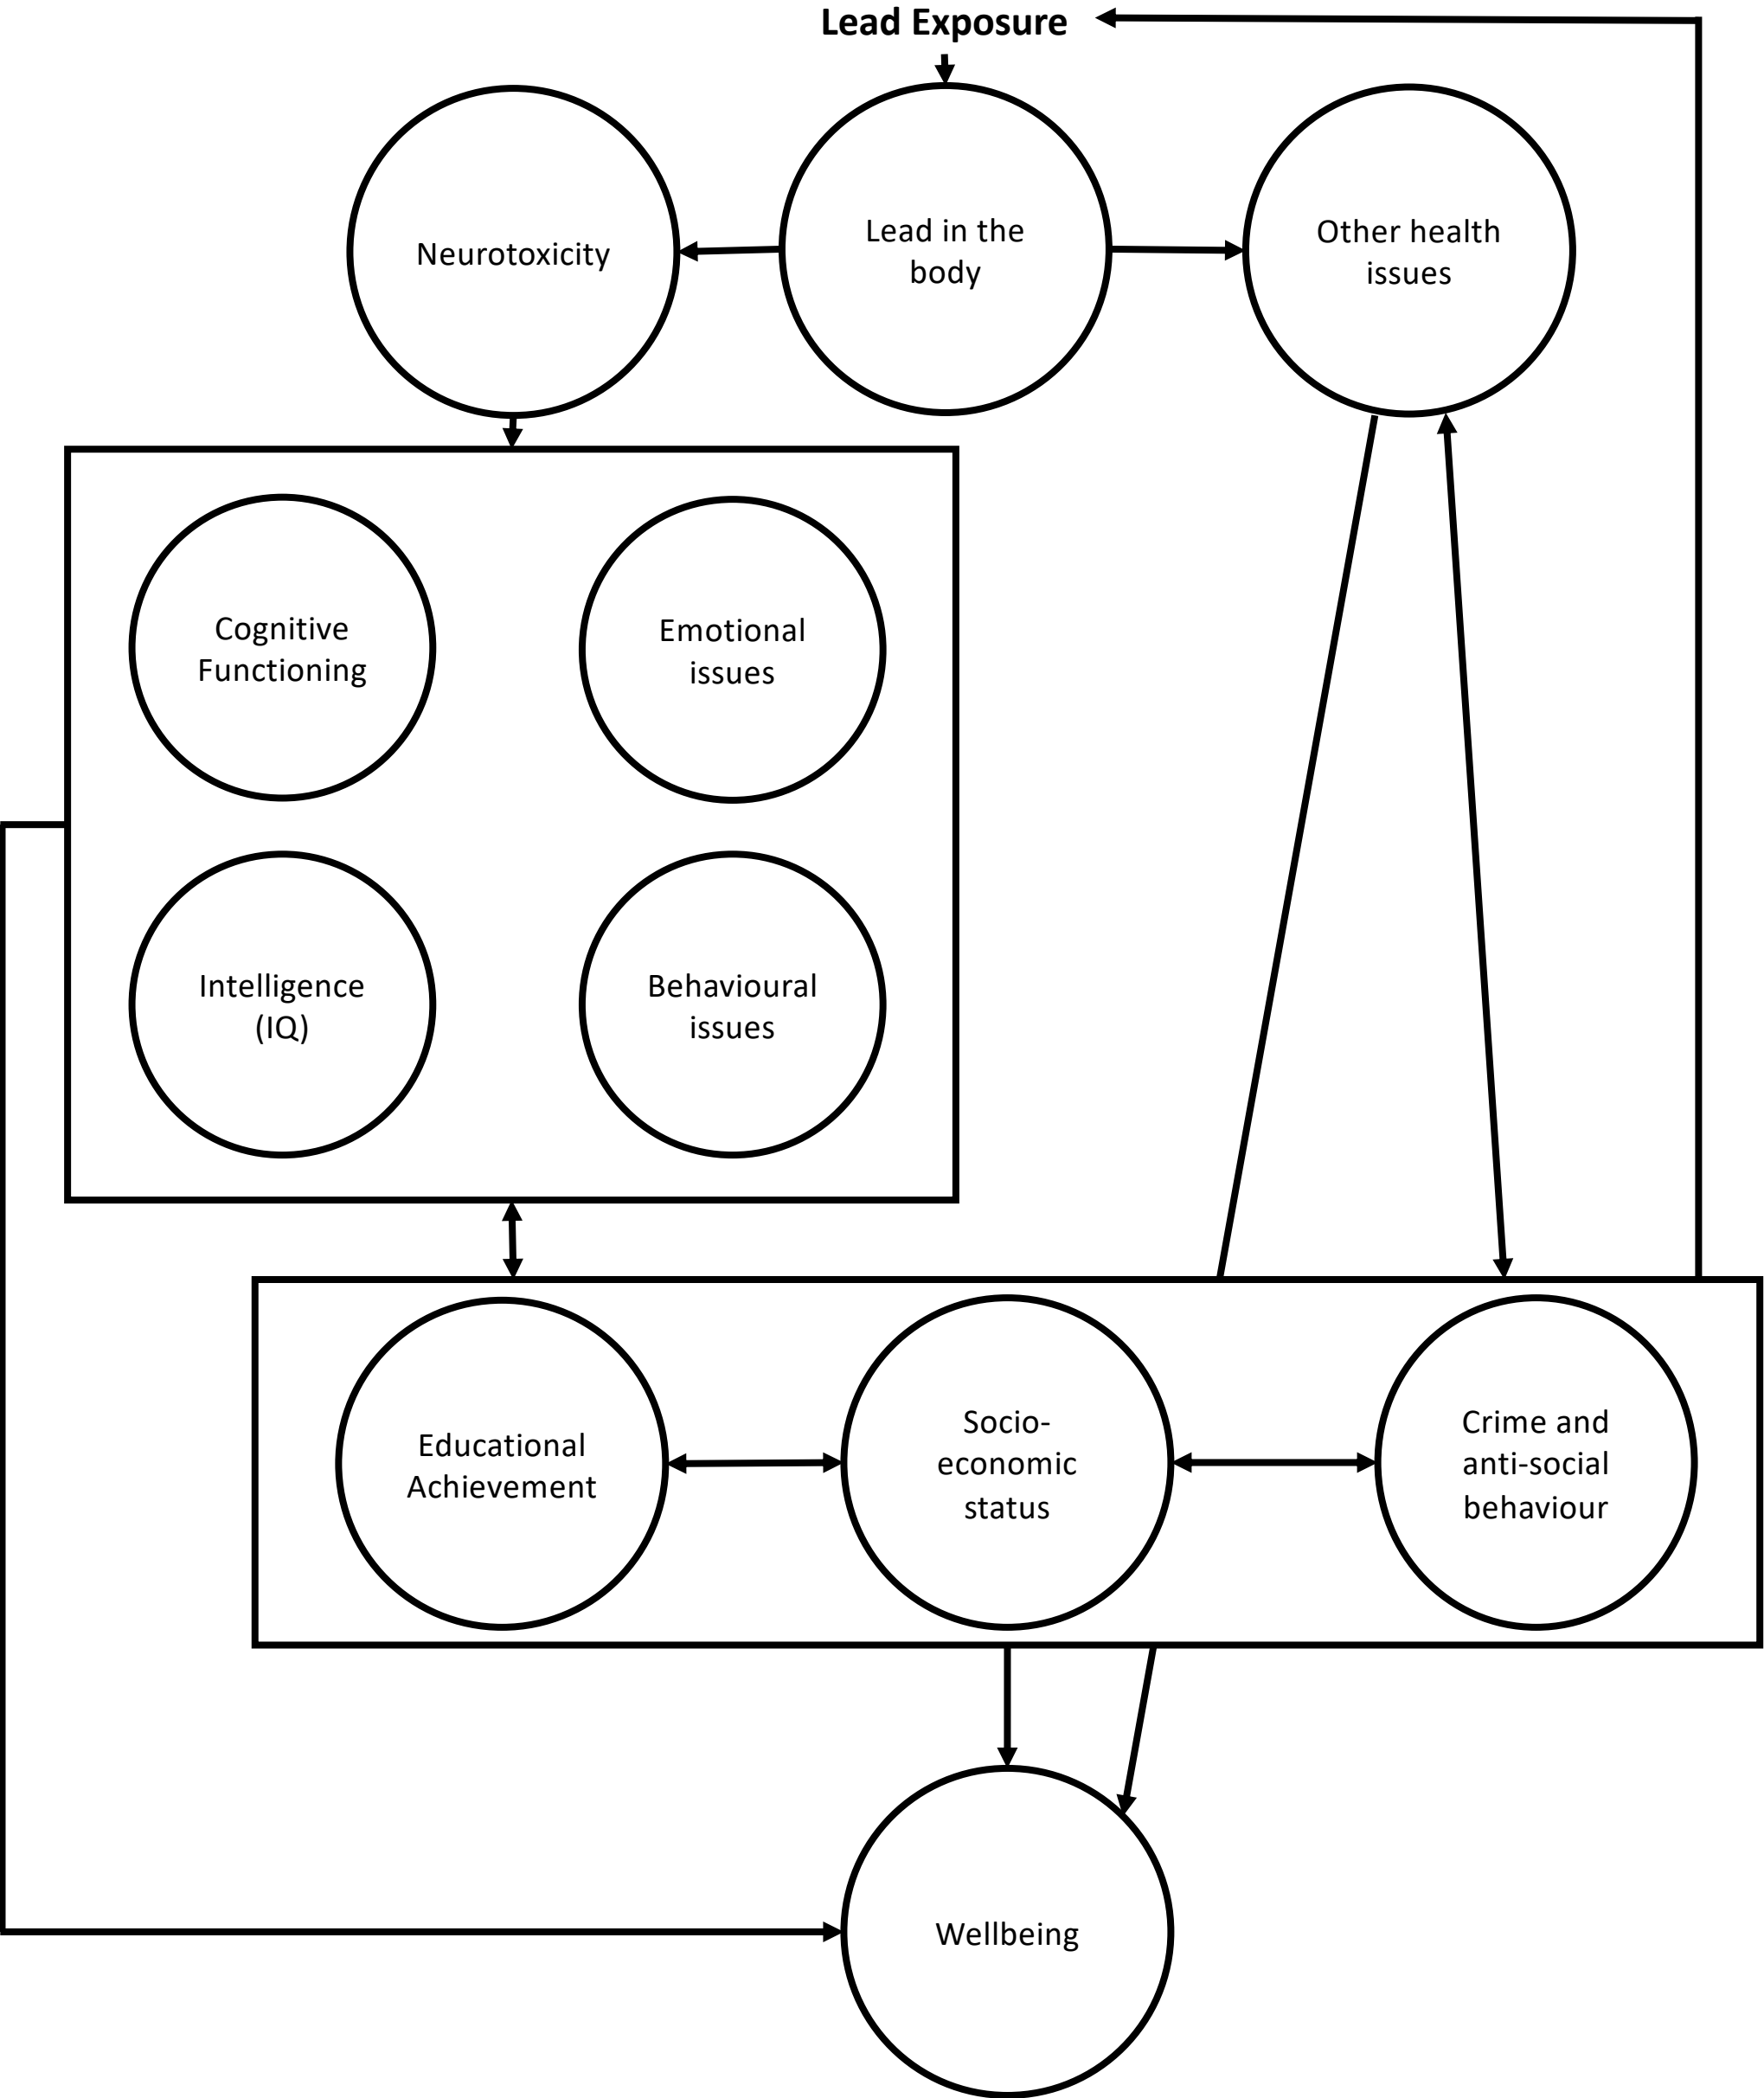 Lead Exposure
Neurotoxicity
Lead in the
body
Other health
issues
Cognitive
Functioning
Emotional
issues
Intelligence
(IQ)
Behavioural
issues
Educational
Achievement
Socio-
economic
status
Crime and
anti-social
behaviour
Wellbeing